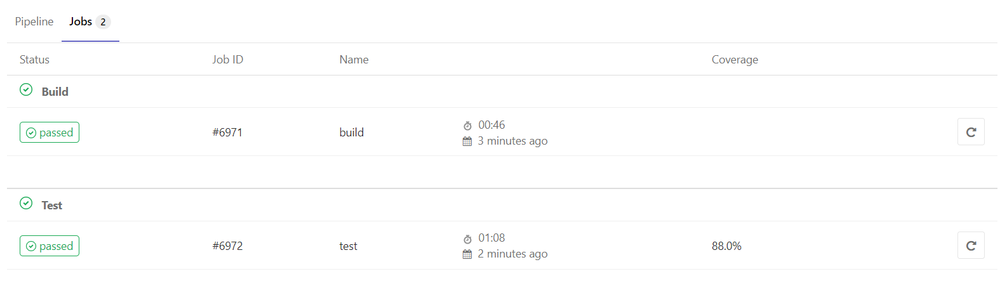 Pipeline Jobs 2
Status Job ID Name Coverage
Build
passed #6971 build 00:46
3 minutes ago
Test
passed #6972 test 01:08 88.0%
2 minutes ago